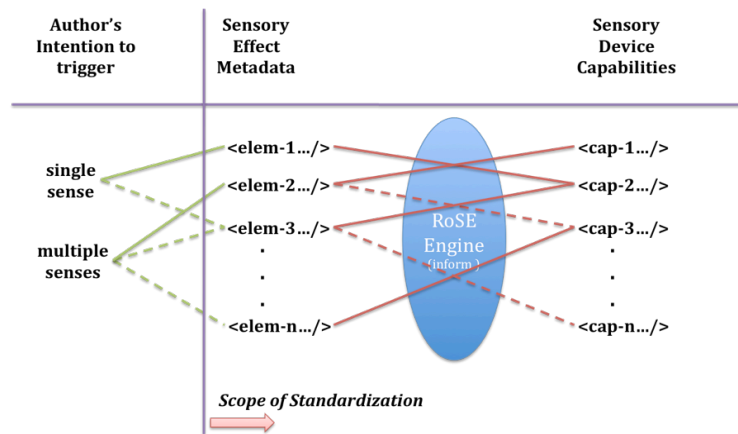 Author's
Intention to
trigger
Sensory
Effect
Metadata
Sensory
Device
Capabilities
single
sense
multiple
senses
<elem-1.../>
<elem-2.../>
<elem-3.../>
.
.
.
<elem-n.../>
RoSE
Engine
(inform )
<cap-1.../>
<cap-2.../>
<cap-3.../>
.
.
.
<cap-n.../>
Scope of Standardization